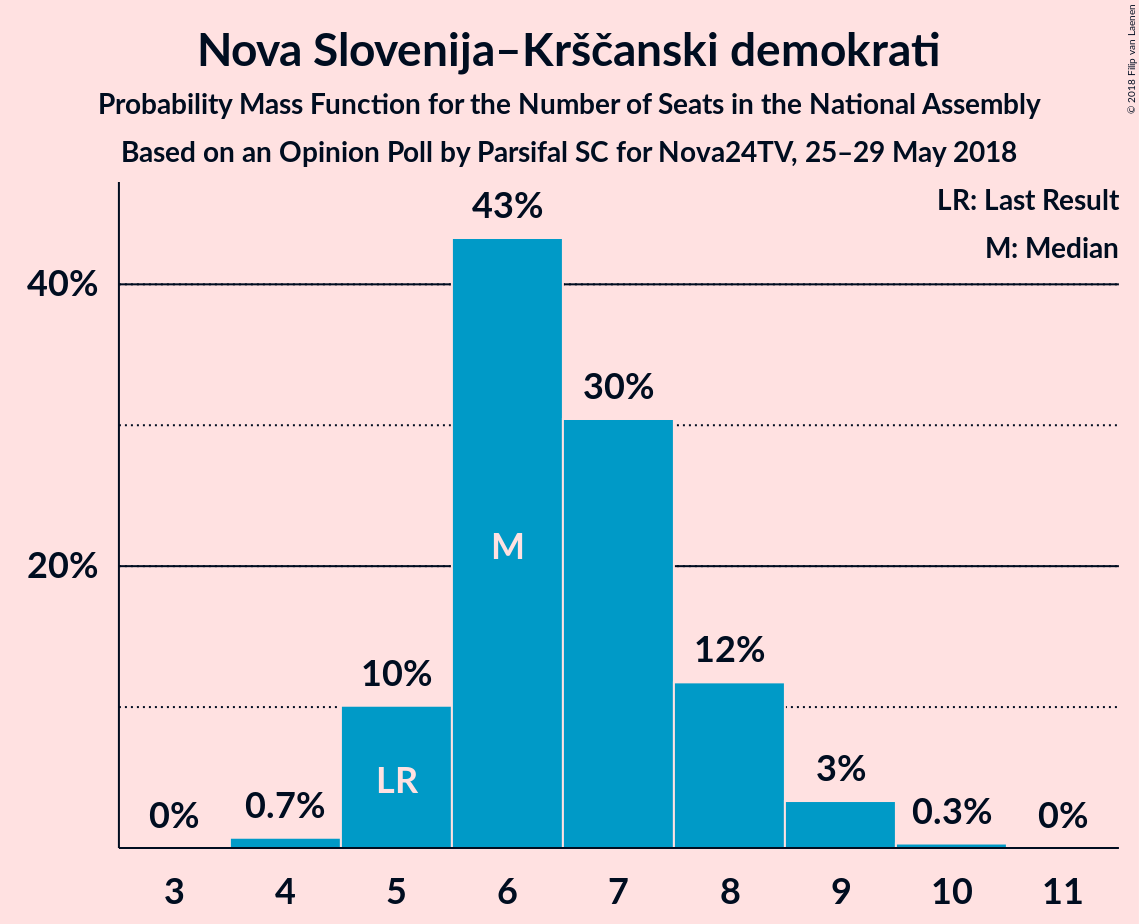 Nova Slovenija–Krščanski demokrati
Probability Mass Function for the Number of Seats in the National Assembly
Based on an Opinion Poll by Parsifal SC for Nova24TV, 25–29 May 2018
© 2018 Filip van Laenen
LR: Last Result
M: Median
43%
40%
30%
M
20%
12%
10%
LR
3%
0%
0.7%
0.3%
0%
3 4 5 6 7 8 9 10 11